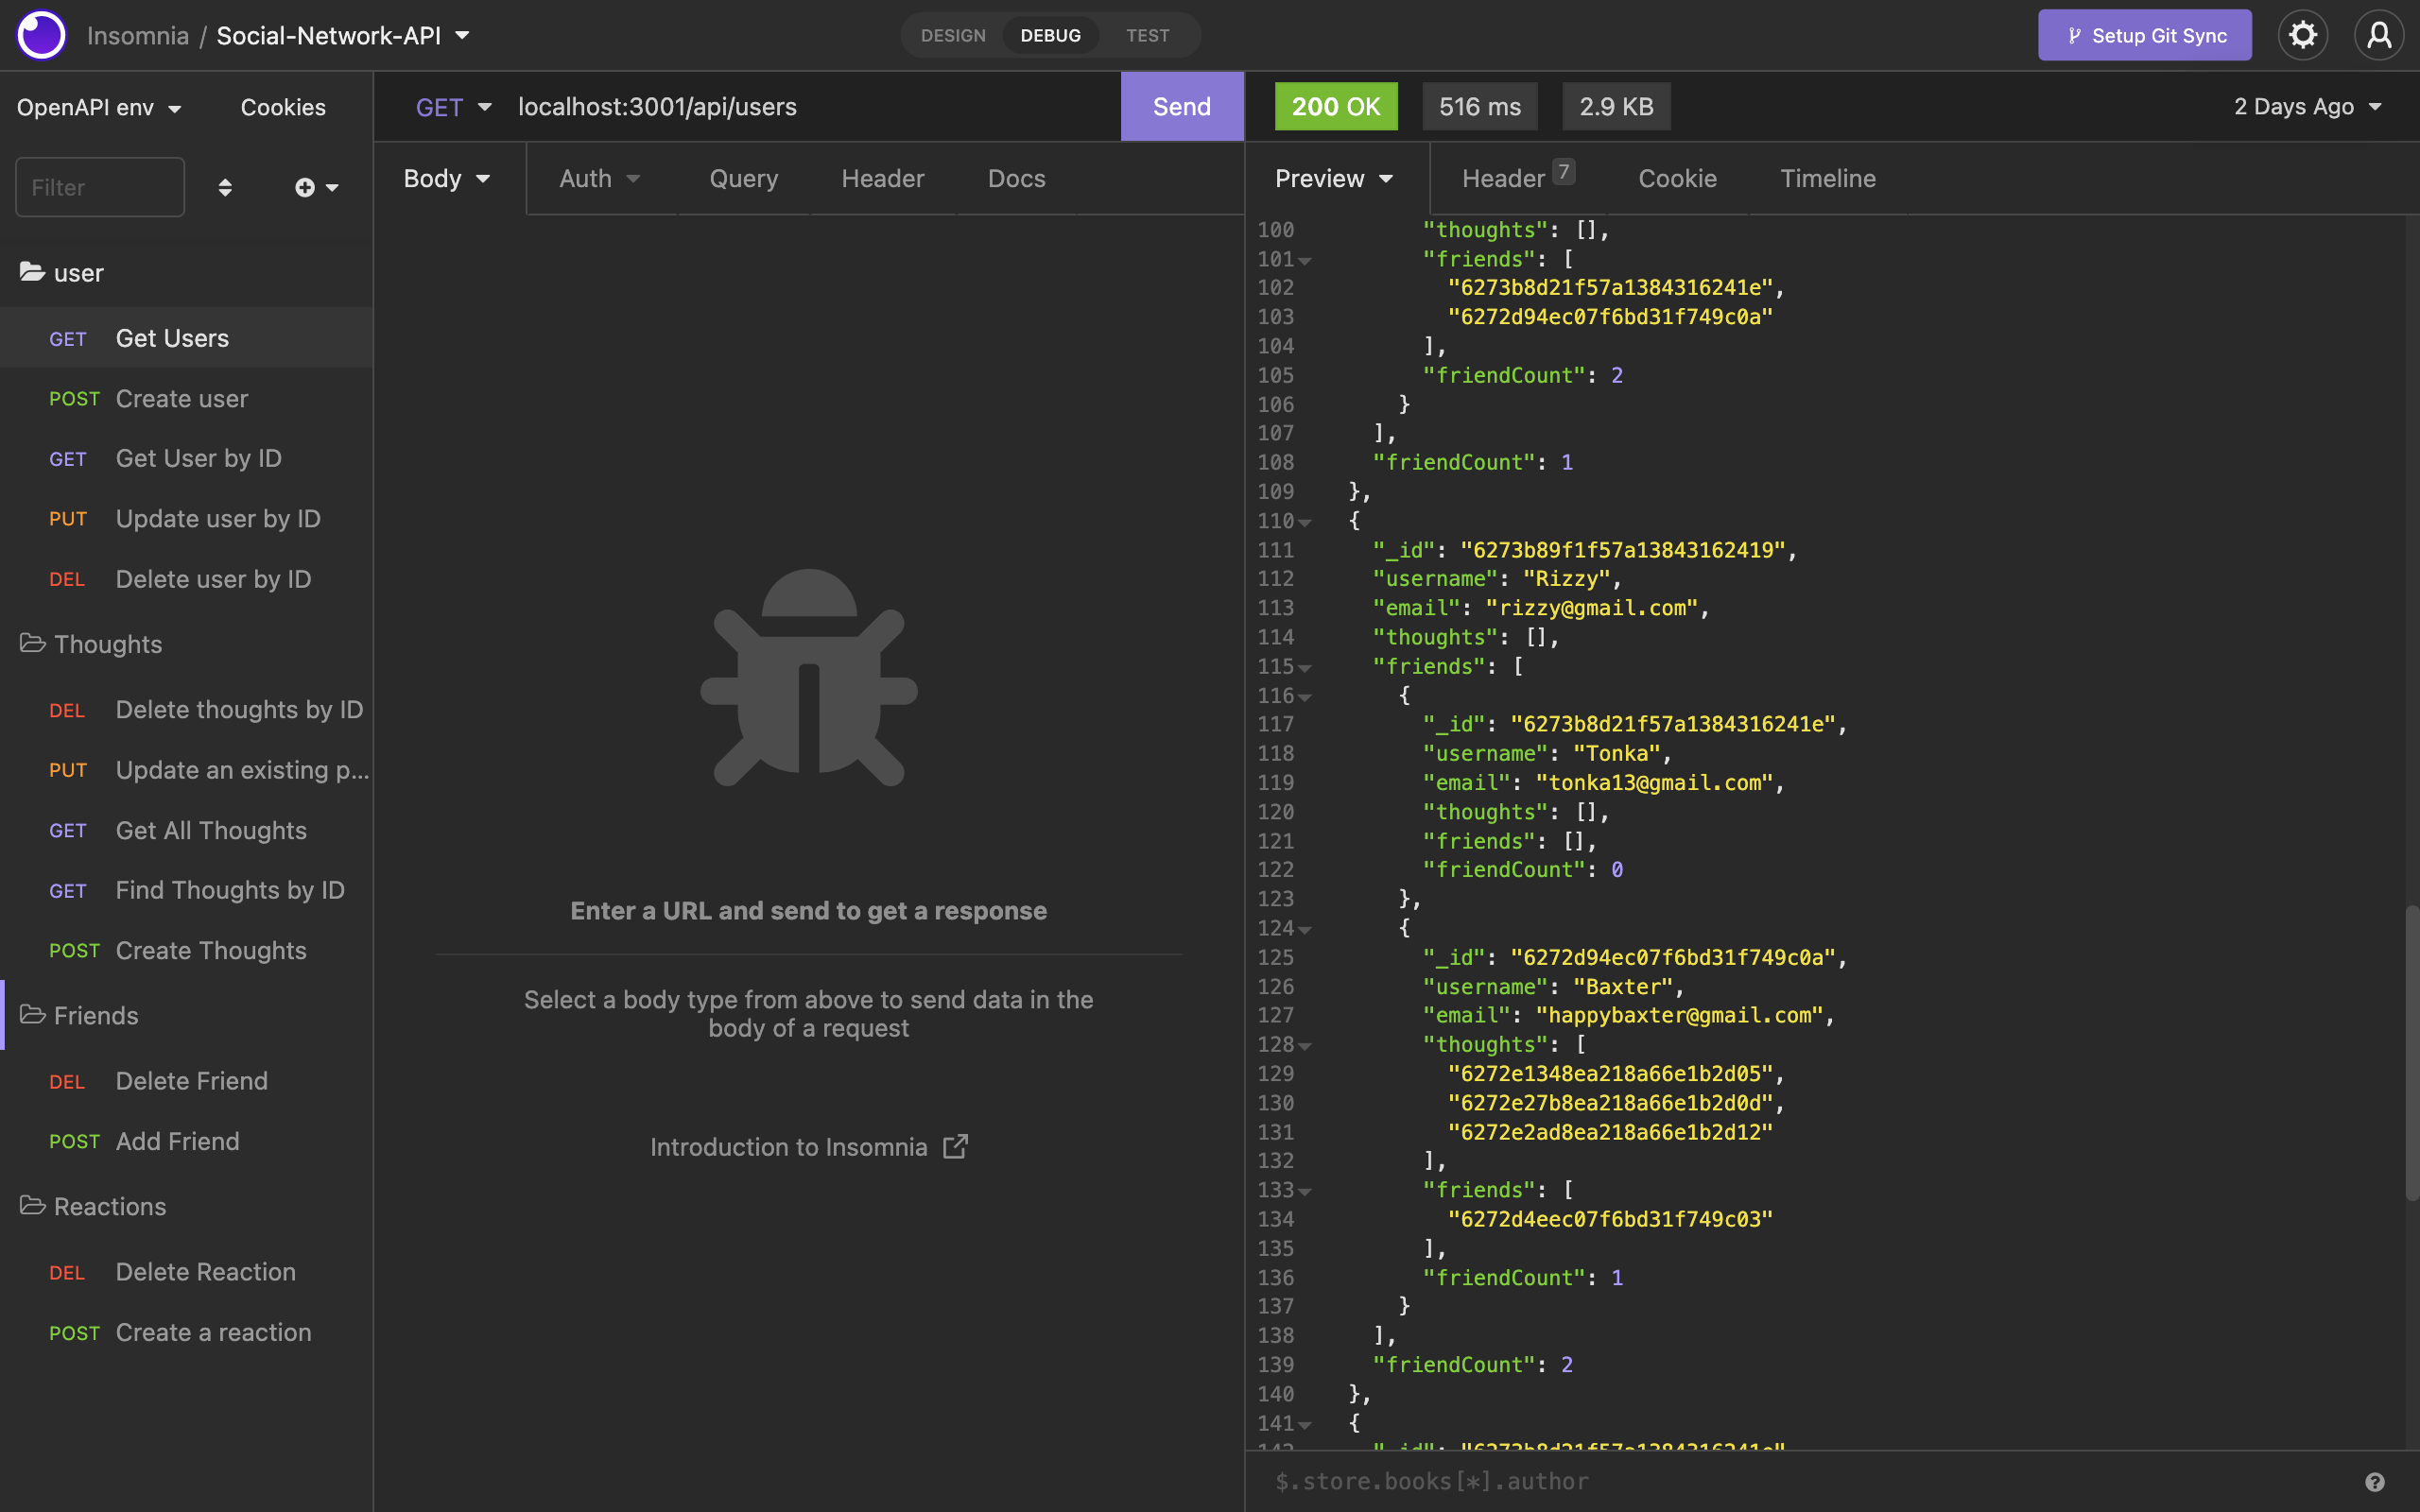 Insomnia / Social-Network-API
DESIGN DEBUG TEST
Setup Git Sync
OpenAPI env Cookies
Filter
user
GET Get Users
POST Create user
GET Get User by ID
PUT Update user by ID
DEL Delete user by ID
Thoughts
DEL Delete thoughts by ID
PUT Update an existing p...
GET Get All Thoughts
GET Find Thoughts by ID
POST Create Thoughts
Friends
DEL Delete Friend
POST Add Friend
Reactions
DEL Delete Reaction
POST Create a reaction
GET localhost:3001/api/users Send
Body Auth Query Header Docs
Enter a URL and send to get a response
Select a body type from above to send data in the
body of a request
Introduction to Insomnia
200 OK 516 ms 2.9 KB 2 Days Ago
Preview Header 7 Cookie Timeline
100 "thoughts": [],
101 "friends": [
102 "6273b8d21f57a1384316241e",
103 "6272d94ec07f6bd31f749c0a"
104 ],
105 "friendCount": 2
106 }
107 ],
108 "friendCount": 1
109 },
110 {
111 "_id": "6273b89f1f57a13843162419",
112 "username": "Rizzy",
113 "email": "rizzy@gmail.com",
114 "thoughts": [],
115 "friends": [
116 {
117 "_id": "6273b8d21f57a1384316241e",
118 "username": "Tonka",
119 "email": "tonka13@gmail.com",
120 "thoughts": [],
121 "friends": [],
122 "friendCount": 0
123 },
124 {
125 "_id": "6272d94ec07f6bd31f749c0a",
126 "username": "Baxter",
127 "email": "happybaxter@gmail.com",
128 "thoughts": [
129 "6272e1348ea218a66e1b2d05",
130 "6272e27b8ea218a66e1b2d0d",
131 "6272e2ad8ea218a66e1b2d12"
132 ],
133 "friends": [
134 "6272d4eec07f6bd31f749c03"
135 ],
136 "friendCount": 1
137 }
138 ],
139 "friendCount": 2
140 },
141 {
142 "_id": "6273b8d21f57a1384316241e"
$.store.books[*].author